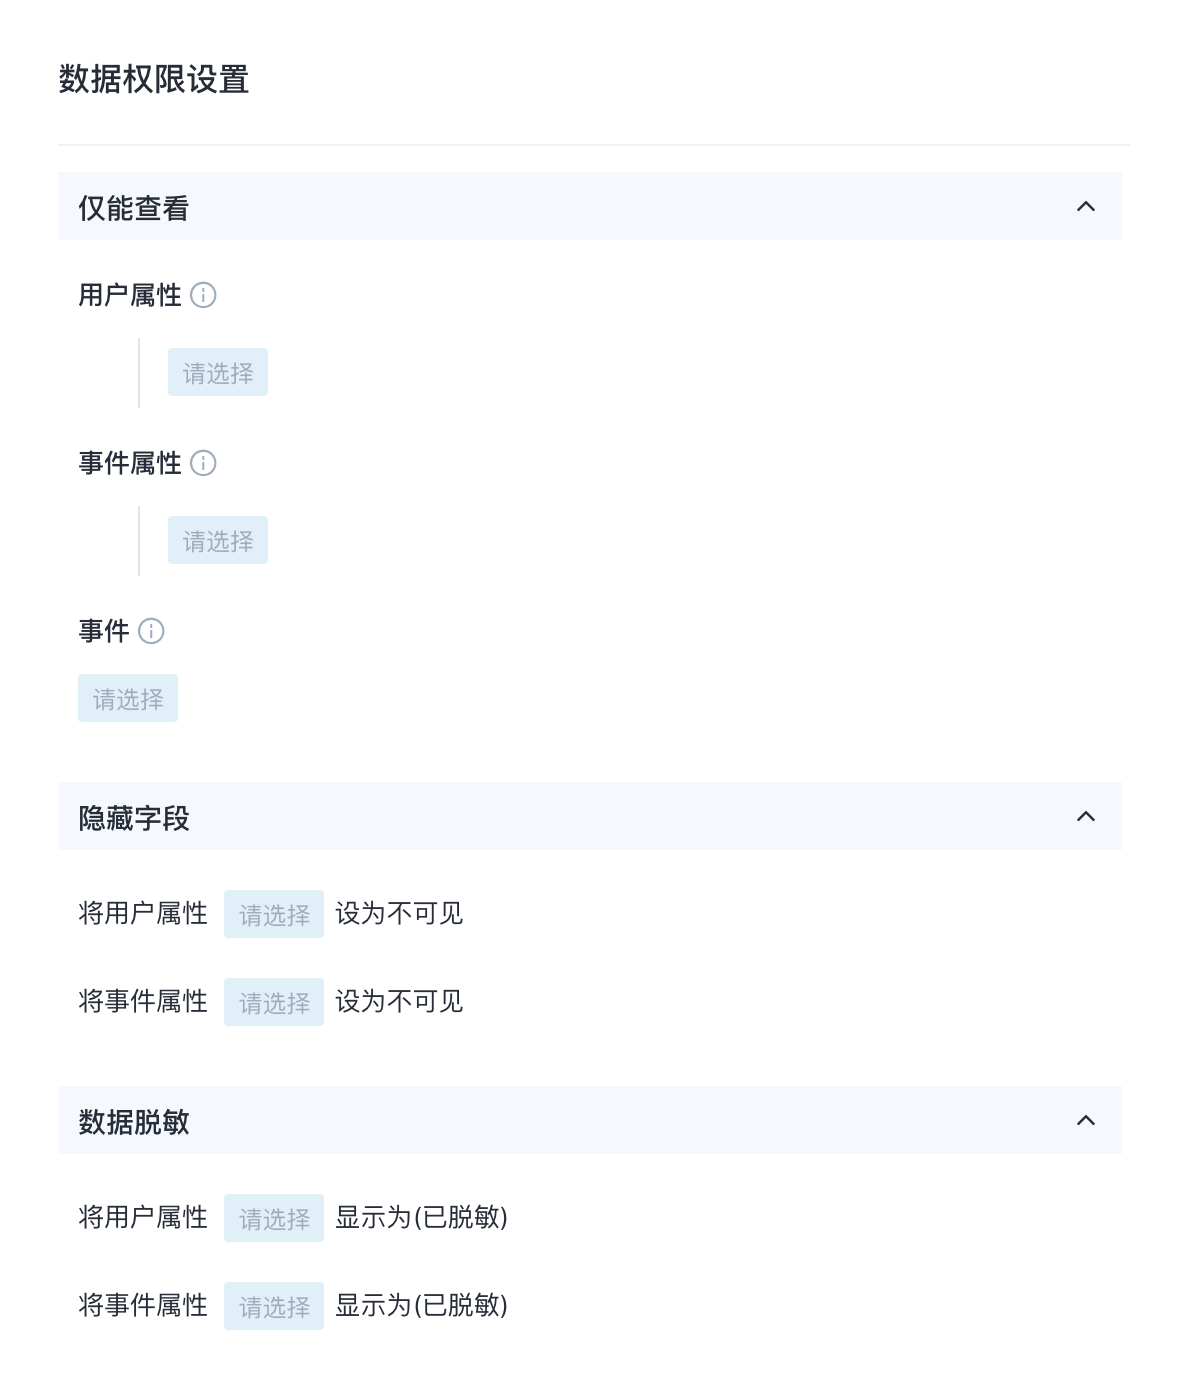 数据权限设置
仅能查看
用户属性
请选择
事件属性
请选择
事件
请选择
隐藏字段
将用户属性 请选择 设为不可见
将事件属性 请选择 设为不可见
数据脱敏
将用户属性 请选择 显示为(已脱敏)
将事件属性 请选择 显示为(已脱敏)